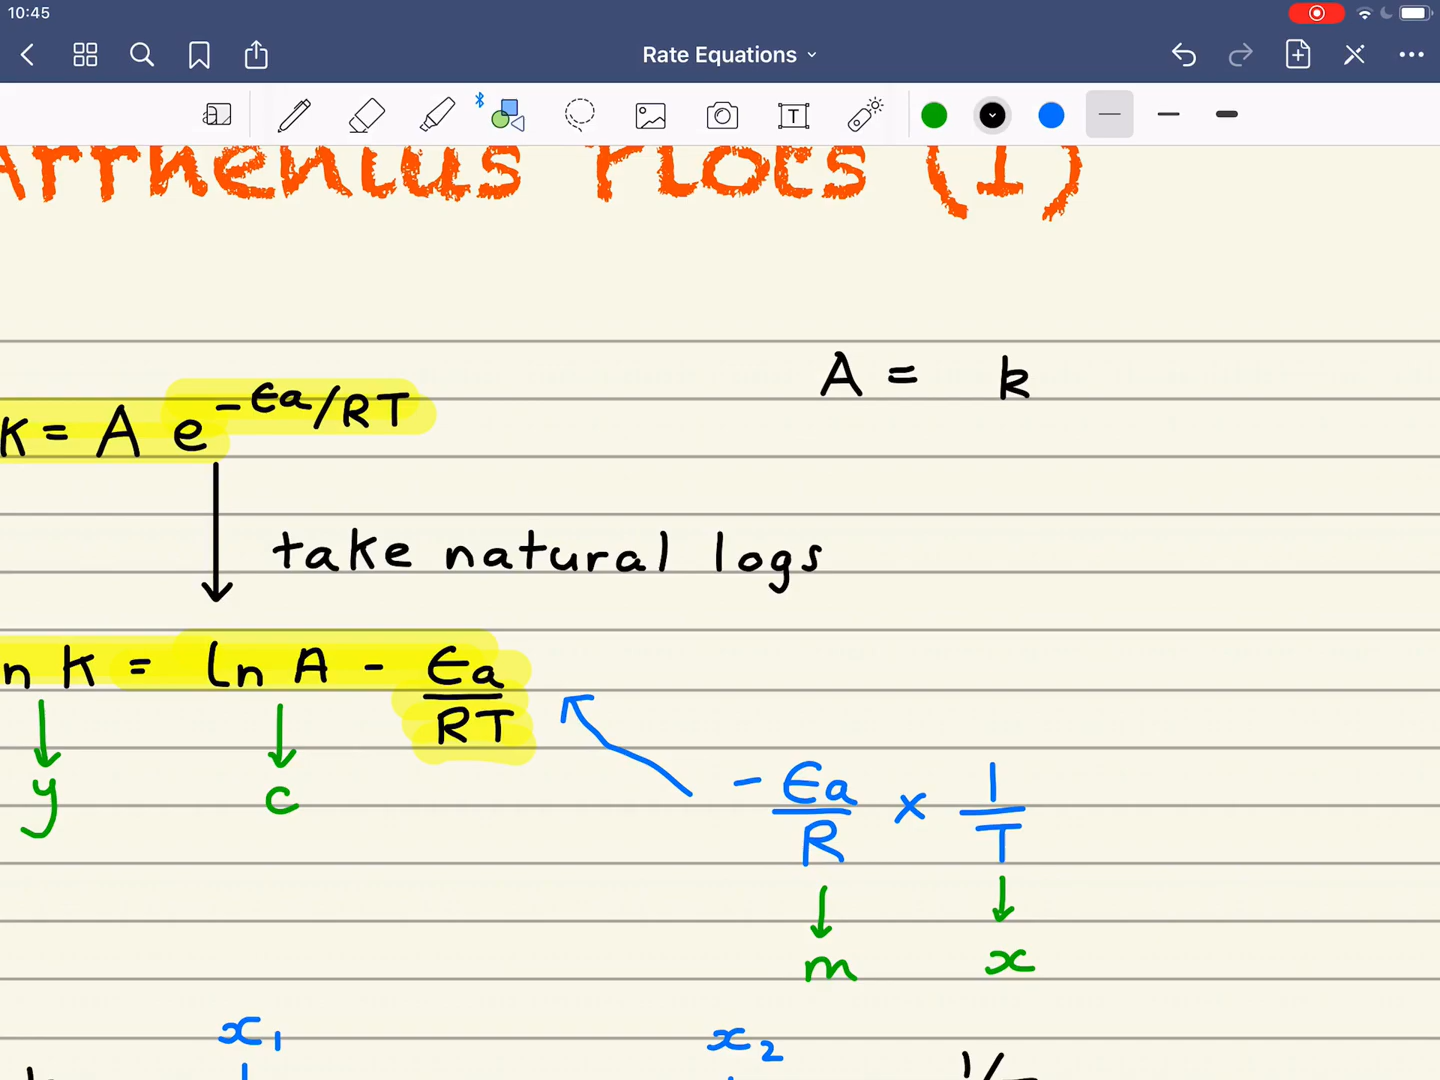 10:45
Rate Equations
T
Arrhenius Plots (I)
k = A e^-Ea/RT
A = k
take natural logs
ln k = ln A - Ea/RT
y c
- Ea/R × 1/T
m x
x1 x2